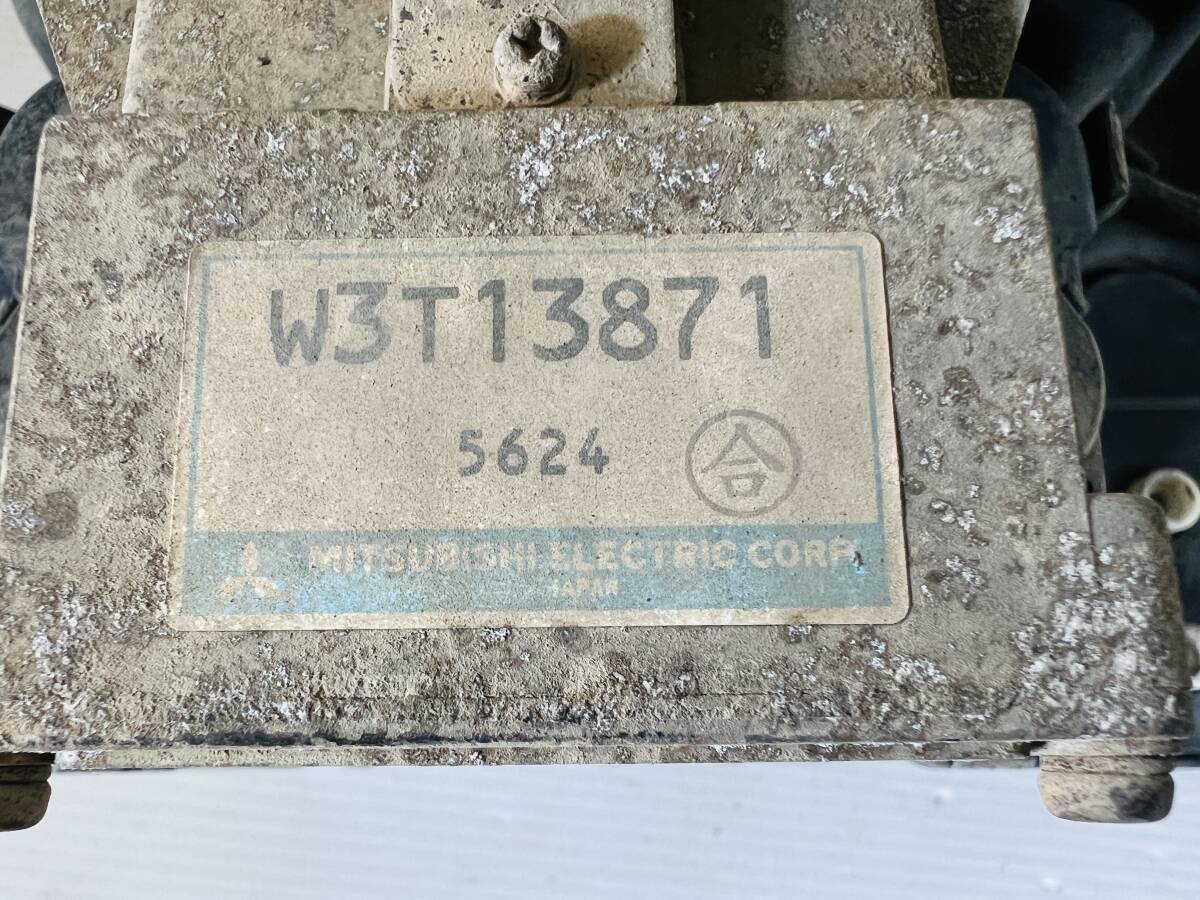 W3T13871
5624 合
MITSUBISHI ELECTRIC CORP.
JAPAN